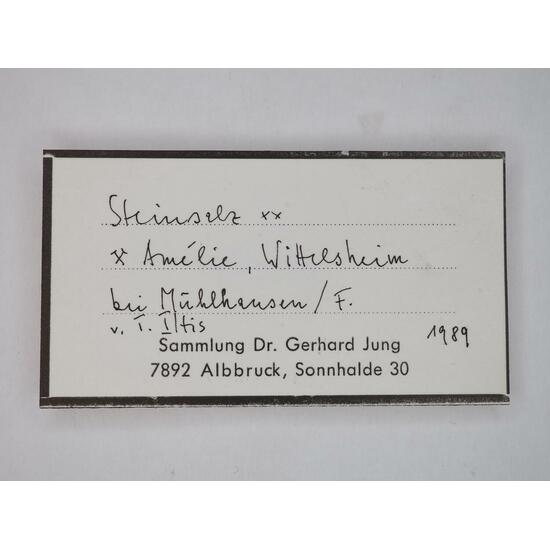 Steinsalz xx
⚒ Amélie, Wittelsheim
bei Mühlhausen/F.
v. I. Iltis
1989
Sammlung Dr. Gerhard Jung
7892 Albbruck, Sonnhalde 30